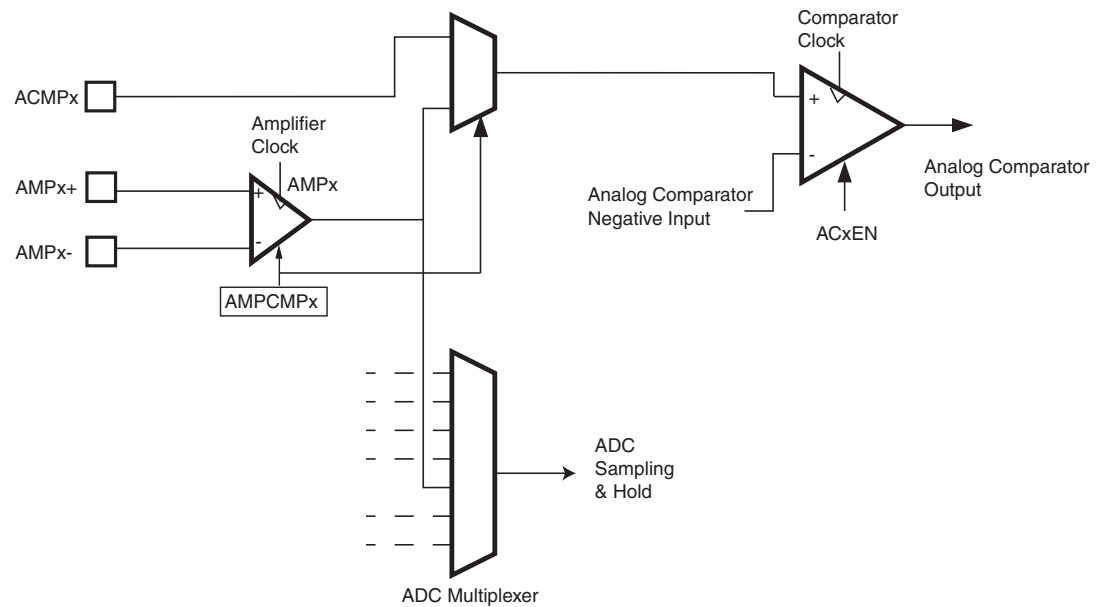 Comparator
Clock
ACMPx
+
Amplifier
Clock
Analog Comparator
Output
-
AMPx+
AMPx
+
Analog Comparator
Negative Input
ACxEN
AMPx-
-
AMPCMPx
ADC
Sampling
& Hold
ADC Multiplexer